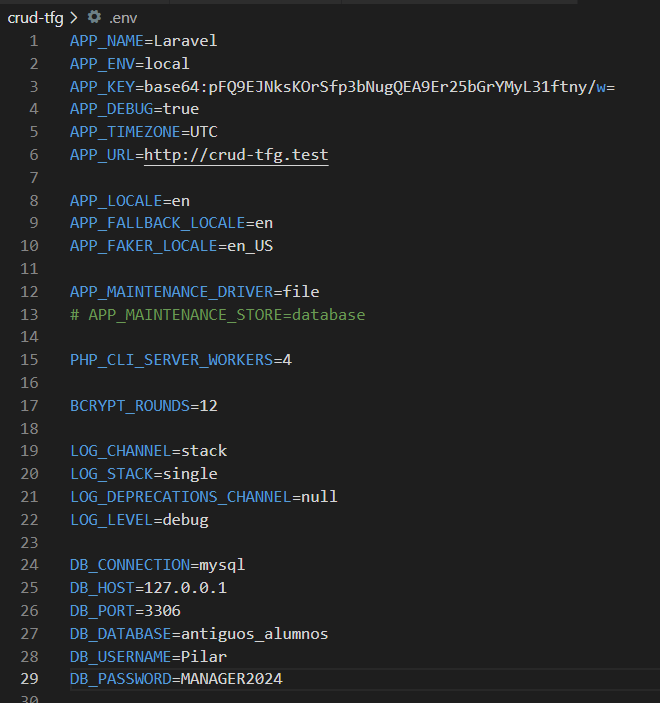 crud-tfg > .env
1 APP_NAME=Laravel
2 APP_ENV=local
3 APP_KEY=base64:pFQ9EJNksKOrSfp3bNugQEA9Er25bGrYMyL31ftny/w=
4 APP_DEBUG=true
5 APP_TIMEZONE=UTC
6 APP_URL=http://crud-tfg.test
7
8 APP_LOCALE=en
9 APP_FALLBACK_LOCALE=en
10 APP_FAKER_LOCALE=en_US
11
12 APP_MAINTENANCE_DRIVER=file
13 # APP_MAINTENANCE_STORE=database
14
15 PHP_CLI_SERVER_WORKERS=4
16
17 BCRYPT_ROUNDS=12
18
19 LOG_CHANNEL=stack
20 LOG_STACK=single
21 LOG_DEPRECATIONS_CHANNEL=null
22 LOG_LEVEL=debug
23
24 DB_CONNECTION=mysql
25 DB_HOST=127.0.0.1
26 DB_PORT=3306
27 DB_DATABASE=antiguos_alumnos
28 DB_USERNAME=Pilar
29 DB_PASSWORD=MANAGER2024
30